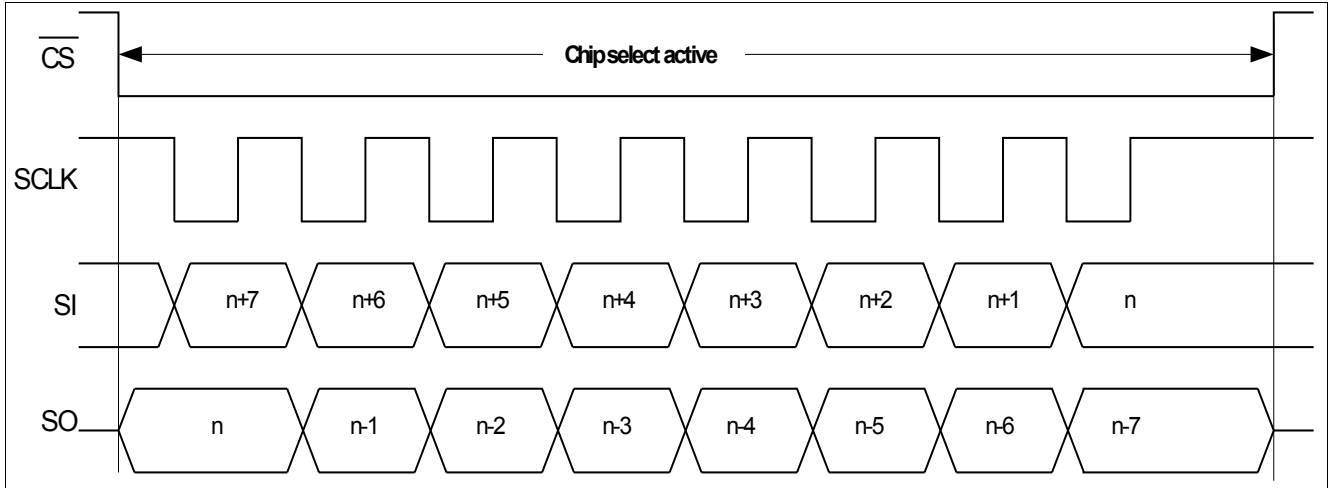 CS
Chip select active
SCLK
SI
n+7 n+6 n+5 n+4 n+3 n+2 n+1 n
SO
n n-1 n-2 n-3 n-4 n-5 n-6 n-7